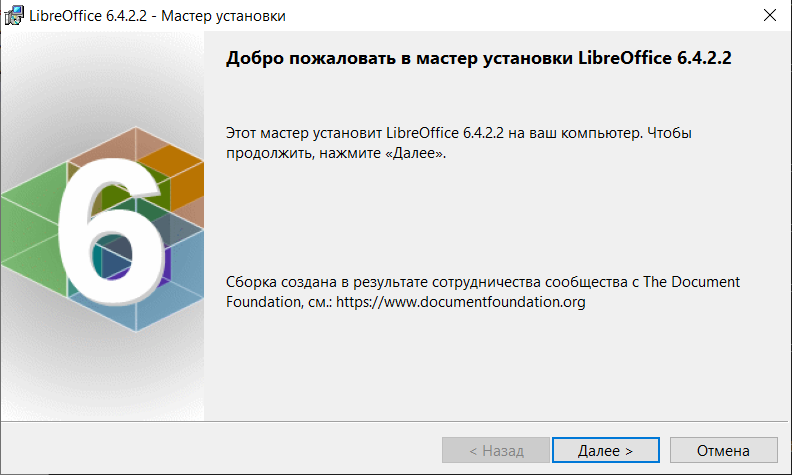 LibreOffice 6.4.2.2 - Мастер установки
Добро пожаловать в мастер установки LibreOffice 6.4.2.2
Этот мастер установит LibreOffice 6.4.2.2 на ваш компьютер. Чтобы
продолжить, нажмите «Далее».
6
Сборка создана в результате сотрудничества сообщества с The Document
Foundation, см.: https://www.documentfoundation.org
< Назад
Далее >
Отмена